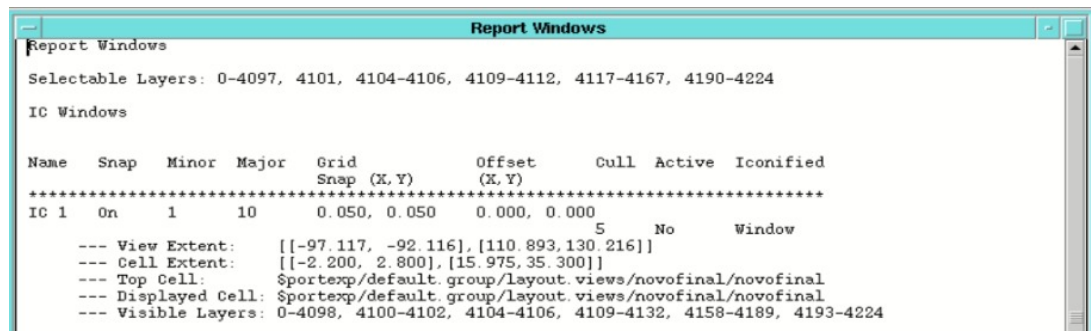 Report Windows
Report Windows
Selectable Layers: 0-4097, 4101, 4104-4106, 4109-4112, 4117-4167, 4190-4224
IC Windows
Name Snap Minor Major Grid Offset Cull Active Iconified
Snap (X,Y) (X,Y)
********************************************************************************
IC 1 On 1 10 0.050, 0.050 0.000, 0.000
5 No Window
--- View Extent: [[-97.117, -92.116],[110.893,130.216]]
--- Cell Extent: [[-2.200, 2.800],[15.975,35.300]]
--- Top Cell: $portexp/default.group/layout.views/novofinal/novofinal
--- Displayed Cell: $portexp/default.group/layout.views/novofinal/novofinal
--- Visible Layers: 0-4098, 4100-4102, 4104-4106, 4109-4132, 4158-4189, 4193-4224